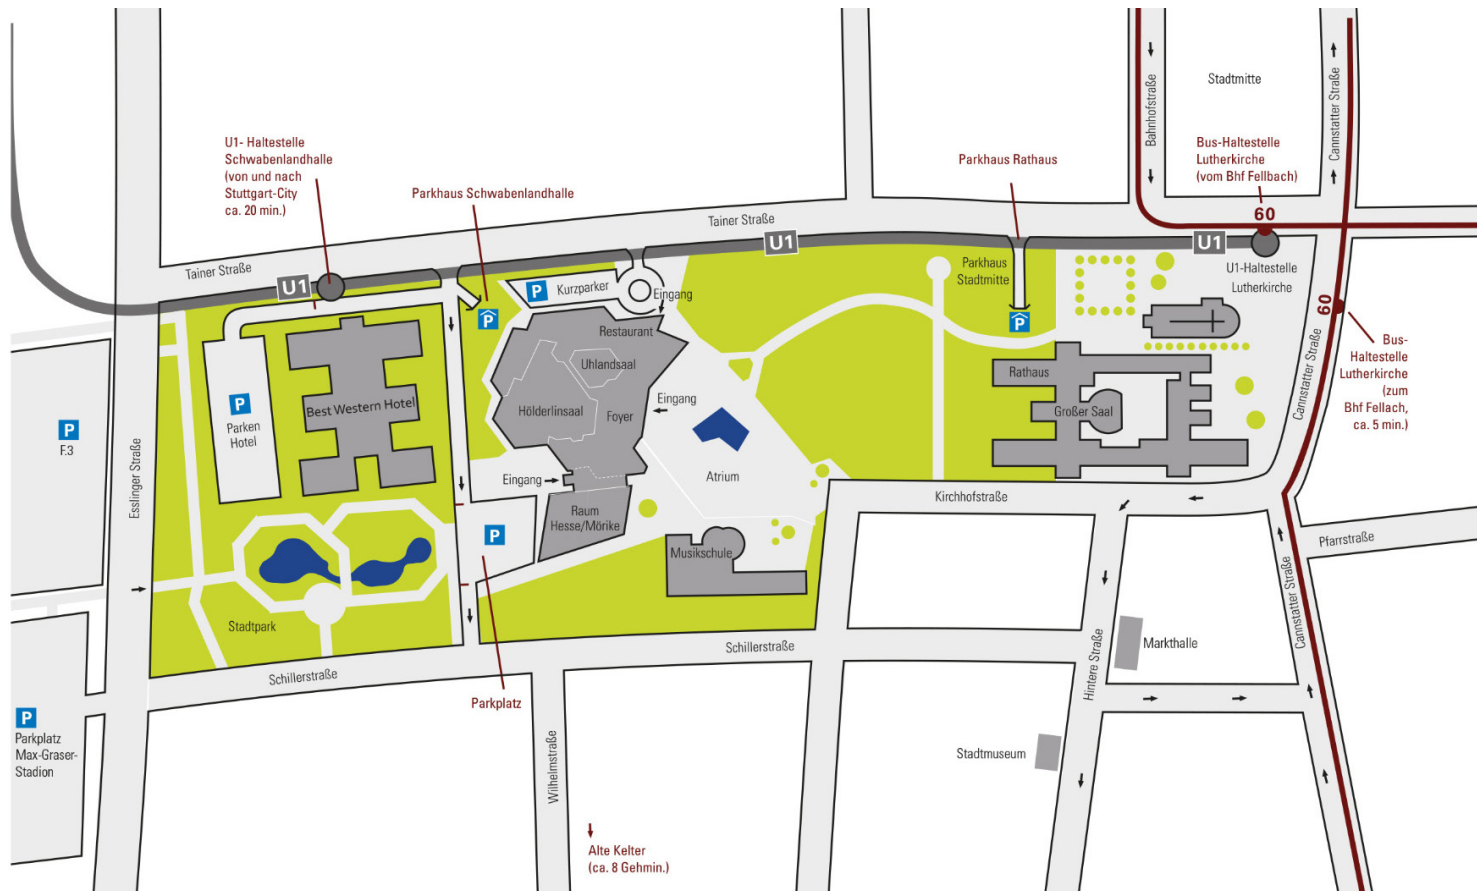 Stadtmitte
Bahnhofstraße
Cannstatter Straße
U1- Haltestelle
Schwabenlandhalle
(von und nach
Stuttgart-City
ca. 20 min.)
Parkhaus Schwabenlandhalle
Parkhaus Rathaus
Bus-Haltestelle
Lutherkirche
(vom Bhf Fellbach)
60
Tainer Straße
Tainer Straße
U1
U1
U1
U1-Haltestelle
Lutherkirche
Parkhaus
Stadtmitte
P
P
Kurzparker
Eingang
P
60
Bus-
Haltestelle
Lutherkirche
(zum
Bhf Fellach,
ca. 5 min.)
Cannstatter Straße
Restaurant
Uhlandsaal
Hölderlinsaal
Foyer
Eingang
Rathaus
Großer Saal
P
Parken
Hotel
Best Western Hotel
P
F.3
Esslinger Straße
Atrium
Eingang
Raum
Hesse/Mörike
P
Kirchhofstraße
Musikschule
Pfarrstraße
Stadtpark
Schillerstraße
Schillerstraße
Hintere Straße
Markthalle
Cannstatter Straße
Parkplatz
P
Parkplatz
Max-Graser-
Stadion
Stadtmuseum
Wilhelmstraße
Alte Kelter
(ca. 8 Gehmin.)